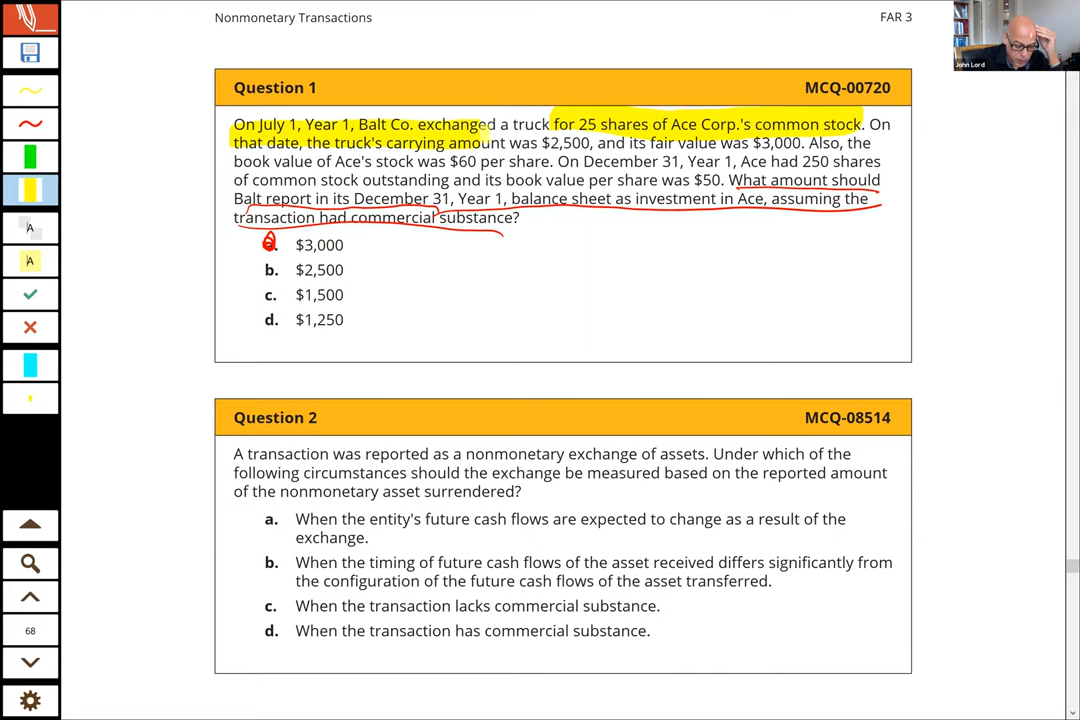 Nonmonetary Transactions
FAR 3
John Lord
Question 1
MCQ-00720
On July 1, Year 1, Balt Co. exchanged a truck for 25 shares of Ace Corp.'s common stock. On
that date, the truck's carrying amount was $2,500, and its fair value was $3,000. Also, the
book value of Ace's stock was $60 per share. On December 31, Year 1, Ace had 250 shares
of common stock outstanding and its book value per share was $50. What amount should
Balt report in its December 31, Year 1, balance sheet as investment in Ace, assuming the
transaction had commercial substance?
a. $3,000
b. $2,500
c. $1,500
d. $1,250
Question 2
MCQ-08514
A transaction was reported as a nonmonetary exchange of assets. Under which of the
following circumstances should the exchange be measured based on the reported amount
of the nonmonetary asset surrendered?
a. When the entity's future cash flows are expected to change as a result of the
exchange.
b. When the timing of future cash flows of the asset received differs significantly from
the configuration of the future cash flows of the asset transferred.
c. When the transaction lacks commercial substance.
d. When the transaction has commercial substance.
A
A
68